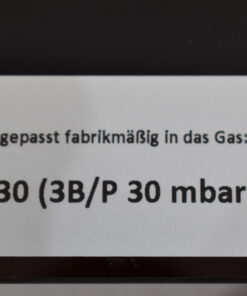 gepasst fabrikmäßig in das Gas:
30 (3B/P 30 mbar